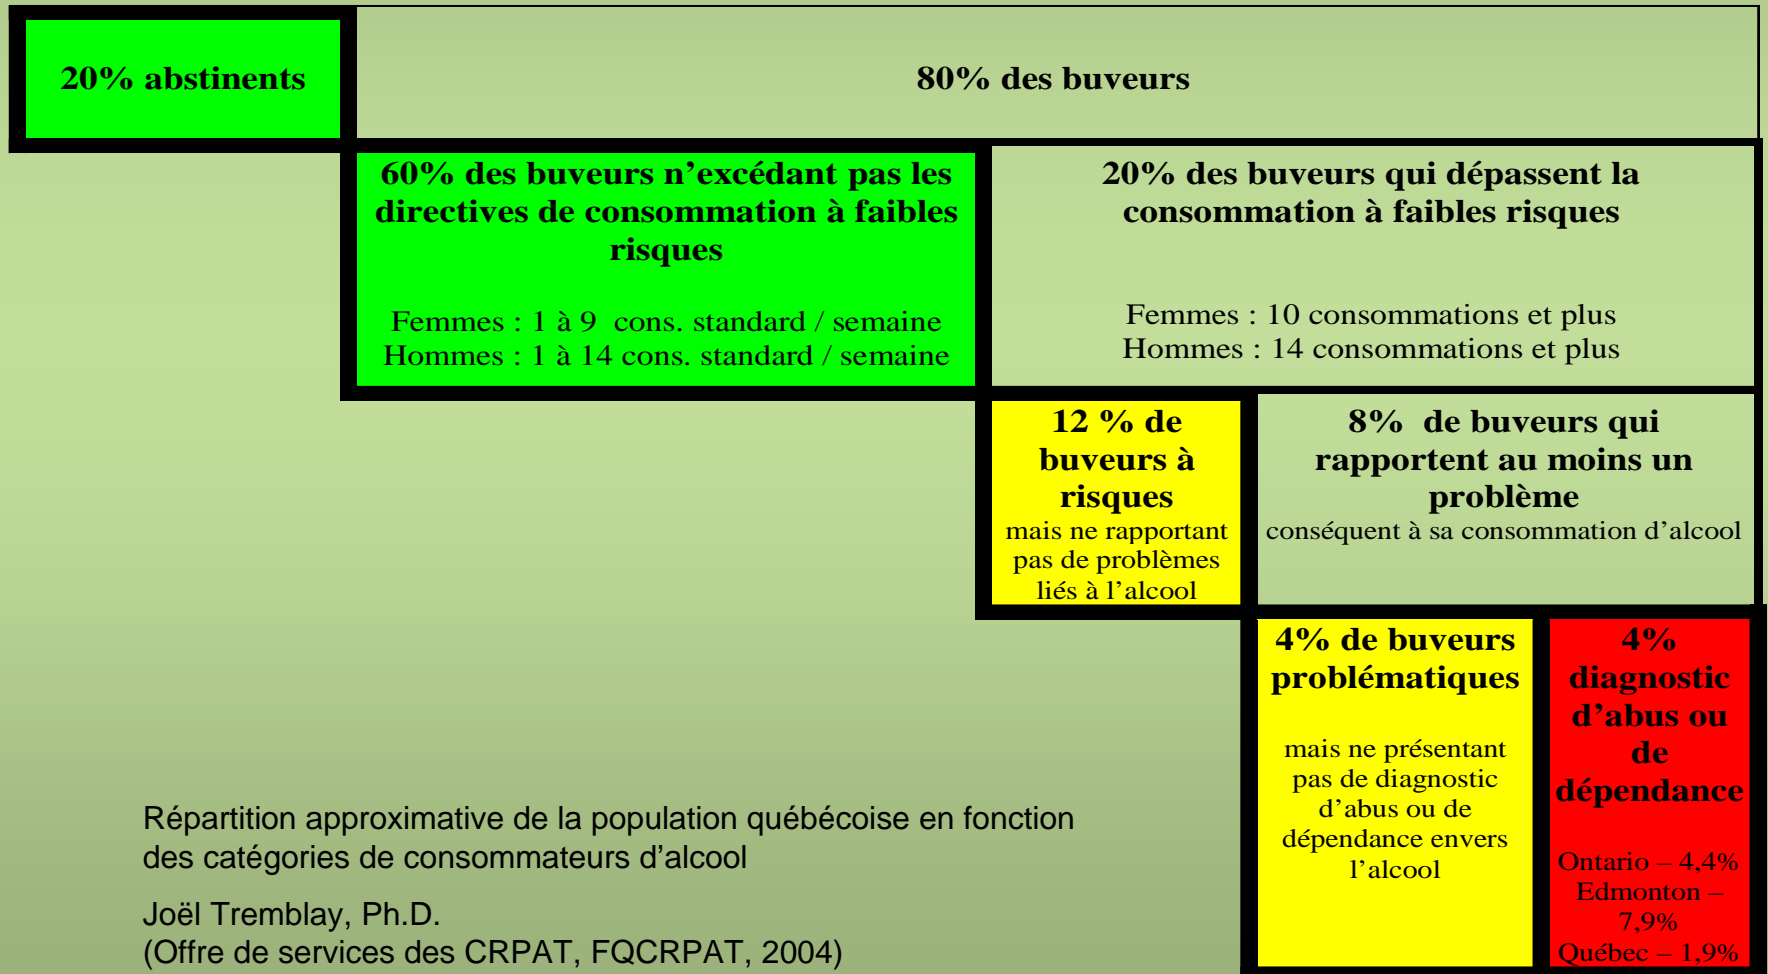 20% abstinents
80% des buveurs
60% des buveurs n’excédant pas les
directives de consommation à faibles
risques
Femmes : 1 à 9 cons. standard / semaine
Hommes : 1 à 14 cons. standard / semaine
20% des buveurs qui dépassent la
consommation à faibles risques
Femmes : 10 consommations et plus
Hommes : 14 consommations et plus
12 % de
buveurs à
risques
mais ne rapportant
pas de problèmes
liés à l’alcool
8% de buveurs qui
rapportent au moins un
problème
conséquent à sa consommation d’alcool
4% de buveurs
problématiques
mais ne présentant
pas de diagnostic
d’abus ou de
dépendance envers
l’alcool
4%
diagnostic
d’abus ou
de
dépendance
Ontario – 4,4%
Edmonton –
7,9%
Québec – 1,9%
Répartition approximative de la population québécoise en fonction
des catégories de consommateurs d’alcool
Joël Tremblay, Ph.D.
(Offre de services des CRPAT, FQCRPAT, 2004)